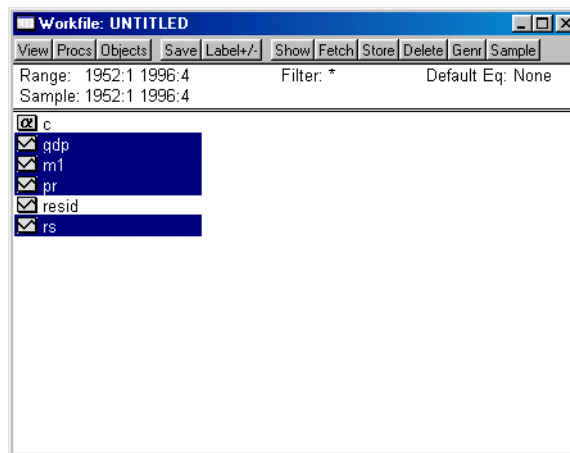 Workfile: UNTITLED
View Procs Objects Save Label+/- Show Fetch Store Delete Genr Sample
Range: 1952:1 1996:4 Filter: * Default Eq: None
Sample: 1952:1 1996:4
α c
gdp
m1
pr
resid
rs